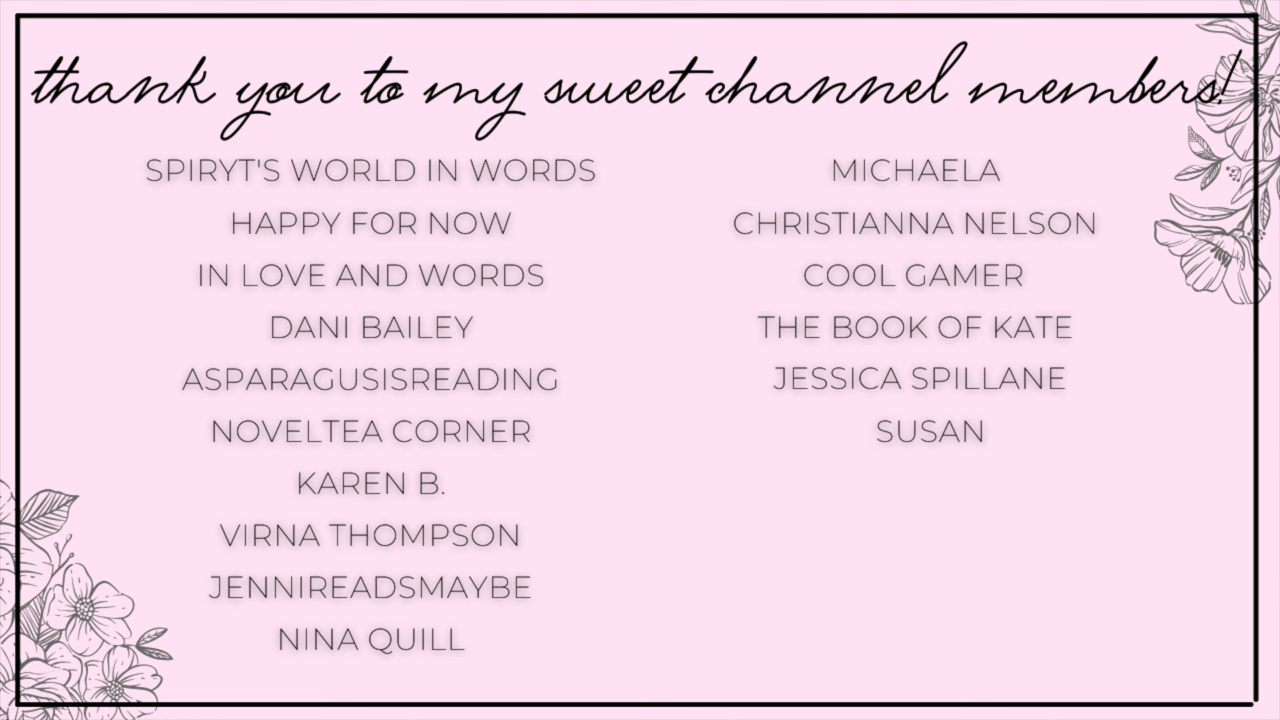 thank you to my sweet channel members!
SPIRYT'S WORLD IN WORDS
HAPPY FOR NOW
IN LOVE AND WORDS
DANI BAILEY
ASPARAGUSISREADING
NOVELTEA CORNER
KAREN B.
VIRNA THOMPSON
JENNIREADSMAYBE
NINA QUILL
MICHAELA
CHRISTIANNA NELSON
COOL GAMER
THE BOOK OF KATE
JESSICA SPILLANE
SUSAN